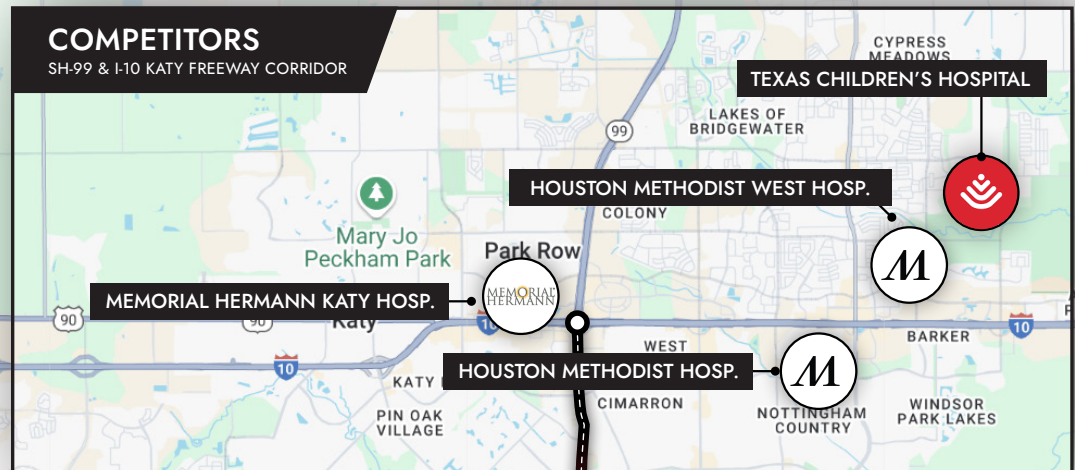 COMPETITORS
SH-99 & I-10 KATY FREEWAY CORRIDOR
CYPRESS
MEADOWS
TEXAS CHILDREN'S HOSPITAL
LAKES OF
BRIDGEWATER
99
HOUSTON METHODIST WEST HOSP.
COLONY
Mary Jo
Peckham Park
Park Row
M
MEMORIAL HERMANN KATY HOSP.
MEMORIAL
HERMANN
90
90
Katy
10
10
BARKER
WEST
HOUSTON METHODIST HOSP.
M
10
KATY
CIMARRON
PIN OAK
VILLAGE
NOTTINGHAM
COUNTRY
WINDSOR
PARK LAKES